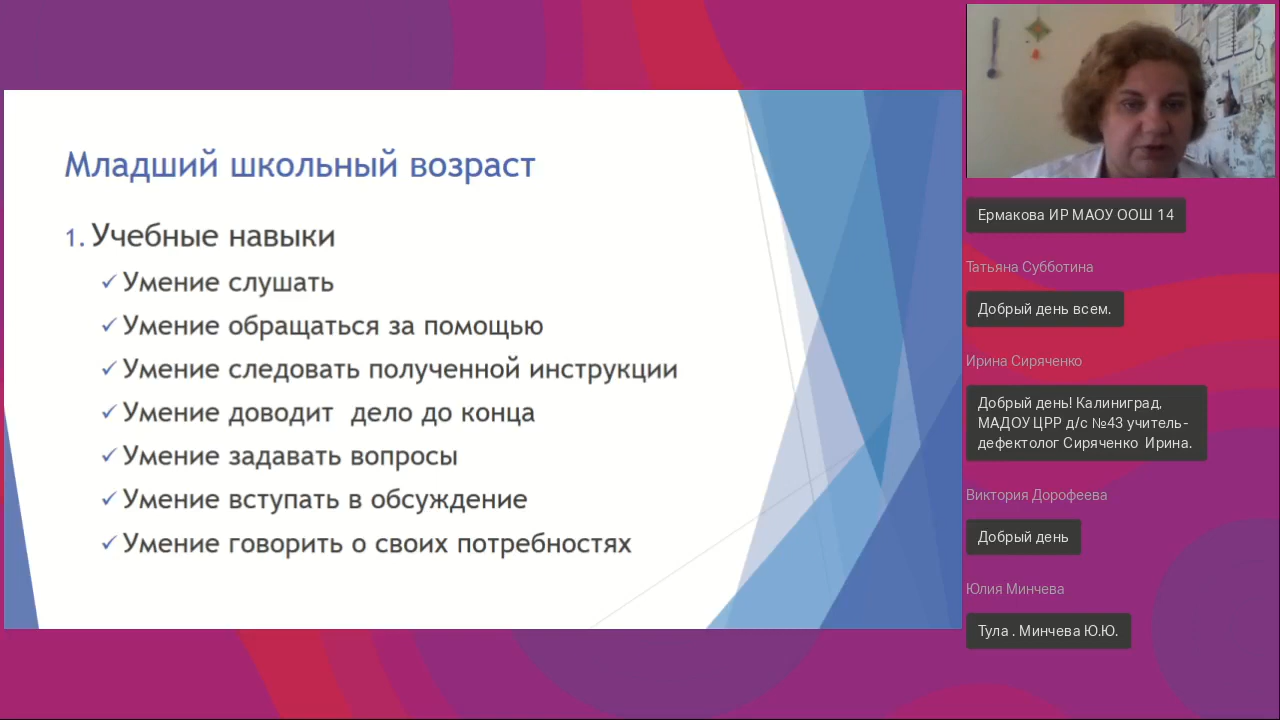 Младший школьный возраст
1. Учебные навыки
✓ Умение слушать
✓ Умение обращаться за помощью
✓ Умение следовать полученной инструкции
✓ Умение доводит  дело до конца
✓ Умение задавать вопросы
✓ Умение вступать в обсуждение
✓ Умение говорить о своих потребностях
Ермакова ИР МАОУ ООШ 14
Татьяна Субботина
Добрый день всем.
Ирина Сиряченко
Добрый день! Калиниград,
МАДОУ ЦРР д/с №43 учитель-
дефектолог Сиряченко  Ирина.
Виктория Дорофеева
Добрый день
Юлия Минчева
Тула . Минчева Ю.Ю.